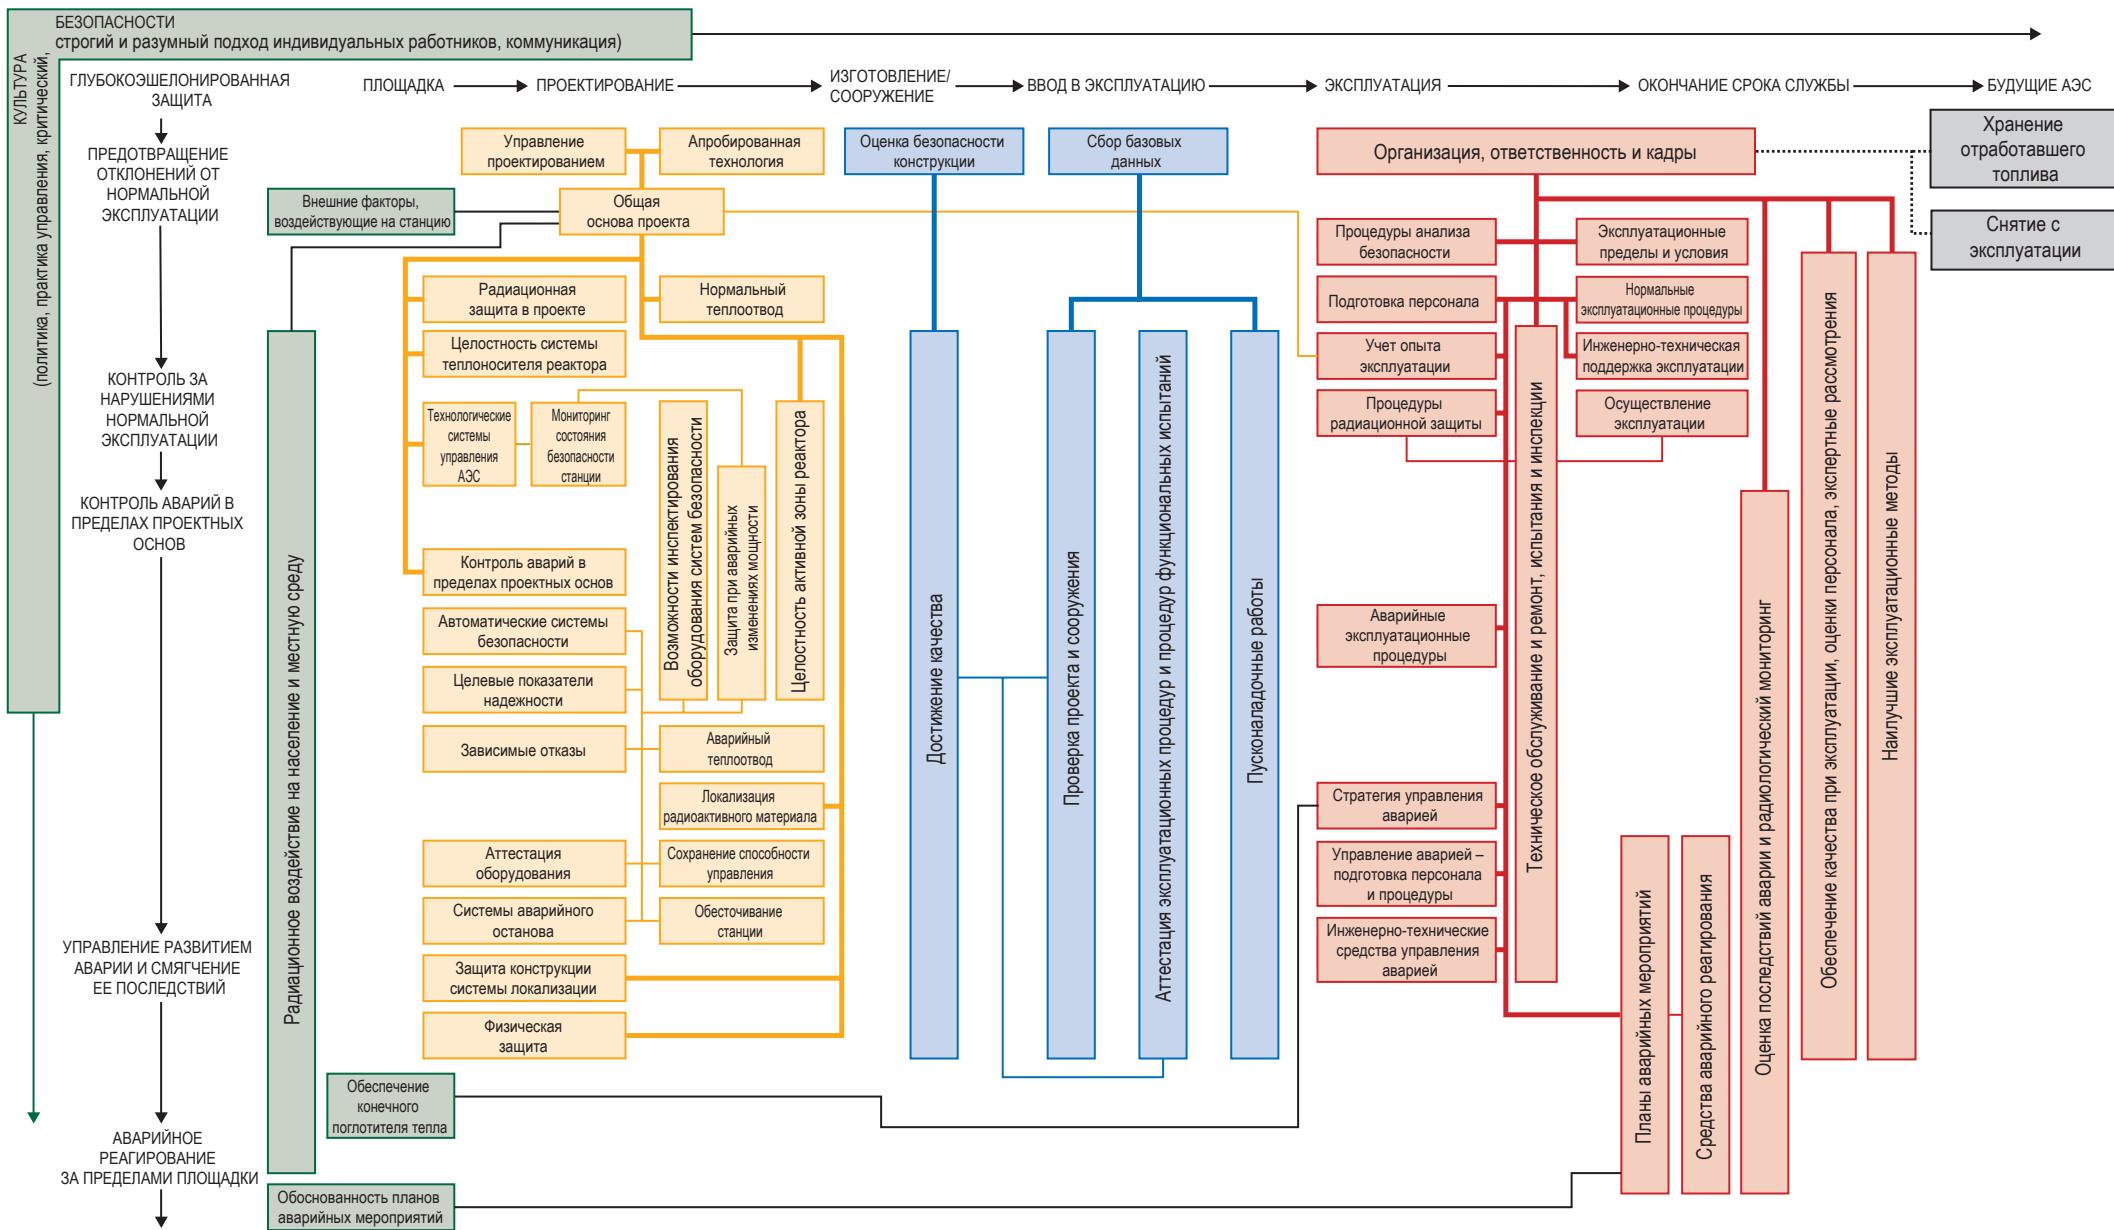 БЕЗОПАСНОСТИ
строгий и разумный подход индивидуальных работников, коммуникация)
КУЛЬТУРА
(политика, практика управления, критический,
ГЛУБОКОЭШЕЛОНИРОВАННАЯ
ЗАЩИТА
ПРЕДОТВРАЩЕНИЕ
ОТКЛОНЕНИЙ ОТ
НОРМАЛЬНОЙ
ЭКСПЛУАТАЦИИ
КОНТРОЛЬ ЗА
НАРУШЕНИЯМИ
НОРМАЛЬНОЙ
ЭКСПЛУАТАЦИИ
КОНТРОЛЬ АВАРИЙ В
ПРЕДЕЛАХ ПРОЕКТНЫХ
ОСНОВ
УПРАВЛЕНИЕ РАЗВИТИЕМ
АВАРИИ И СМЯГЧЕНИЕ
ЕЕ ПОСЛЕДСТВИЙ
АВАРИЙНОЕ
РЕАГИРОВАНИЕ
ЗА ПРЕДЕЛАМИ ПЛОЩАДКИ
ПЛОЩАДКА
ПРОЕКТИРОВАНИЕ
ИЗГОТОВЛЕНИЕ/
СООРУЖЕНИЕ
ВВОД В ЭКСПЛУАТАЦИЮ
ЭКСПЛУАТАЦИЯ
ОКОНЧАНИЕ СРОКА СЛУЖБЫ
БУДУЩИЕ АЭС
Внешние факторы,
воздействующие на станцию
Радиационное воздействие на население и местную среду
Обеспечение
конечного
поглотителя тепла
Обоснованность планов
аварийных мероприятий
Управление
проектированием
Апробированная
технология
Общая
основа проекта
Радиационная
защита в проекте
Нормальный
теплоотвод
Целостность системы
теплоносителя реактора
Технологические
системы
управления
АЭС
Мониторинг
состояния
безопасности
станции
Возможности инспектирования
оборудования систем безопасности
Защита при аварийных
изменениях мощности
Целостность активной зоны реактора
Контроль аварий в
пределах проектных основ
Автоматические системы
безопасности
Целевые показатели
надежности
Зависимые отказы
Аварийный
теплоотвод
Локализация
радиоактивного материала
Аттестация
оборудования
Сохранение способности
управления
Системы аварийного
останова
Обесточивание
станции
Защита конструкции
системы локализации
Физическая
защита
Оценка безопасности
конструкции
Сбор базовых
данных
Достижение качества
Проверка проекта и сооружения
Аттестация эксплуатационных процедур и процедур функциональных испытаний
Пусконаладочные работы
Организация, ответственность и кадры
Процедуры анализа
безопасности
Эксплуатационные
пределы и условия
Подготовка персонала
Нормальные
эксплуатационные процедуры
Учет опыта
эксплуатации
Инженерно-техническая
поддержка эксплуатации
Процедуры
радиационной защиты
Осуществление
эксплуатации
Техническое обслуживание и ремонт, испытания и инспекции
Аварийные
эксплуатационные
процедуры
Стратегия управления
аварией
Управление аварией –
подготовка персонала
и процедуры
Инженерно-технические
средства управления
аварией
Планы аварийных мероприятий
Средства аварийного реагирования
Оценка последствий аварии и радиологический мониторинг
Обеспечение качества при эксплуатации, оценки персонала, экспертные рассмотрения
Наилучшие эксплуатационные методы
Хранение
отработавшего
топлива
Снятие с
эксплуатации